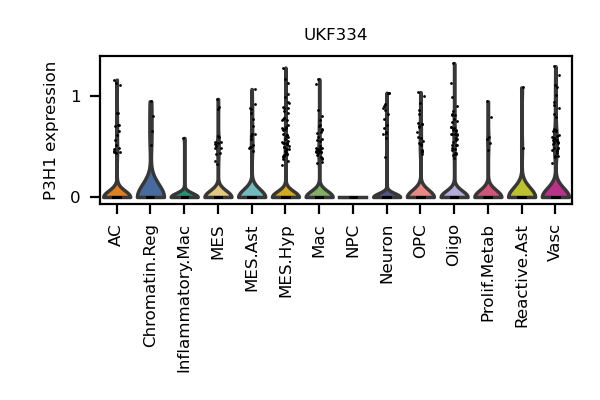 UKF334
P3H1 expression
1
0
AC
Chromatin.Reg
Inflammatory.Mac
MES
MES.Ast
MES.Hyp
Mac
NPC
Neuron
OPC
Oligo
Prolif.Metab
Reactive.Ast
Vasc